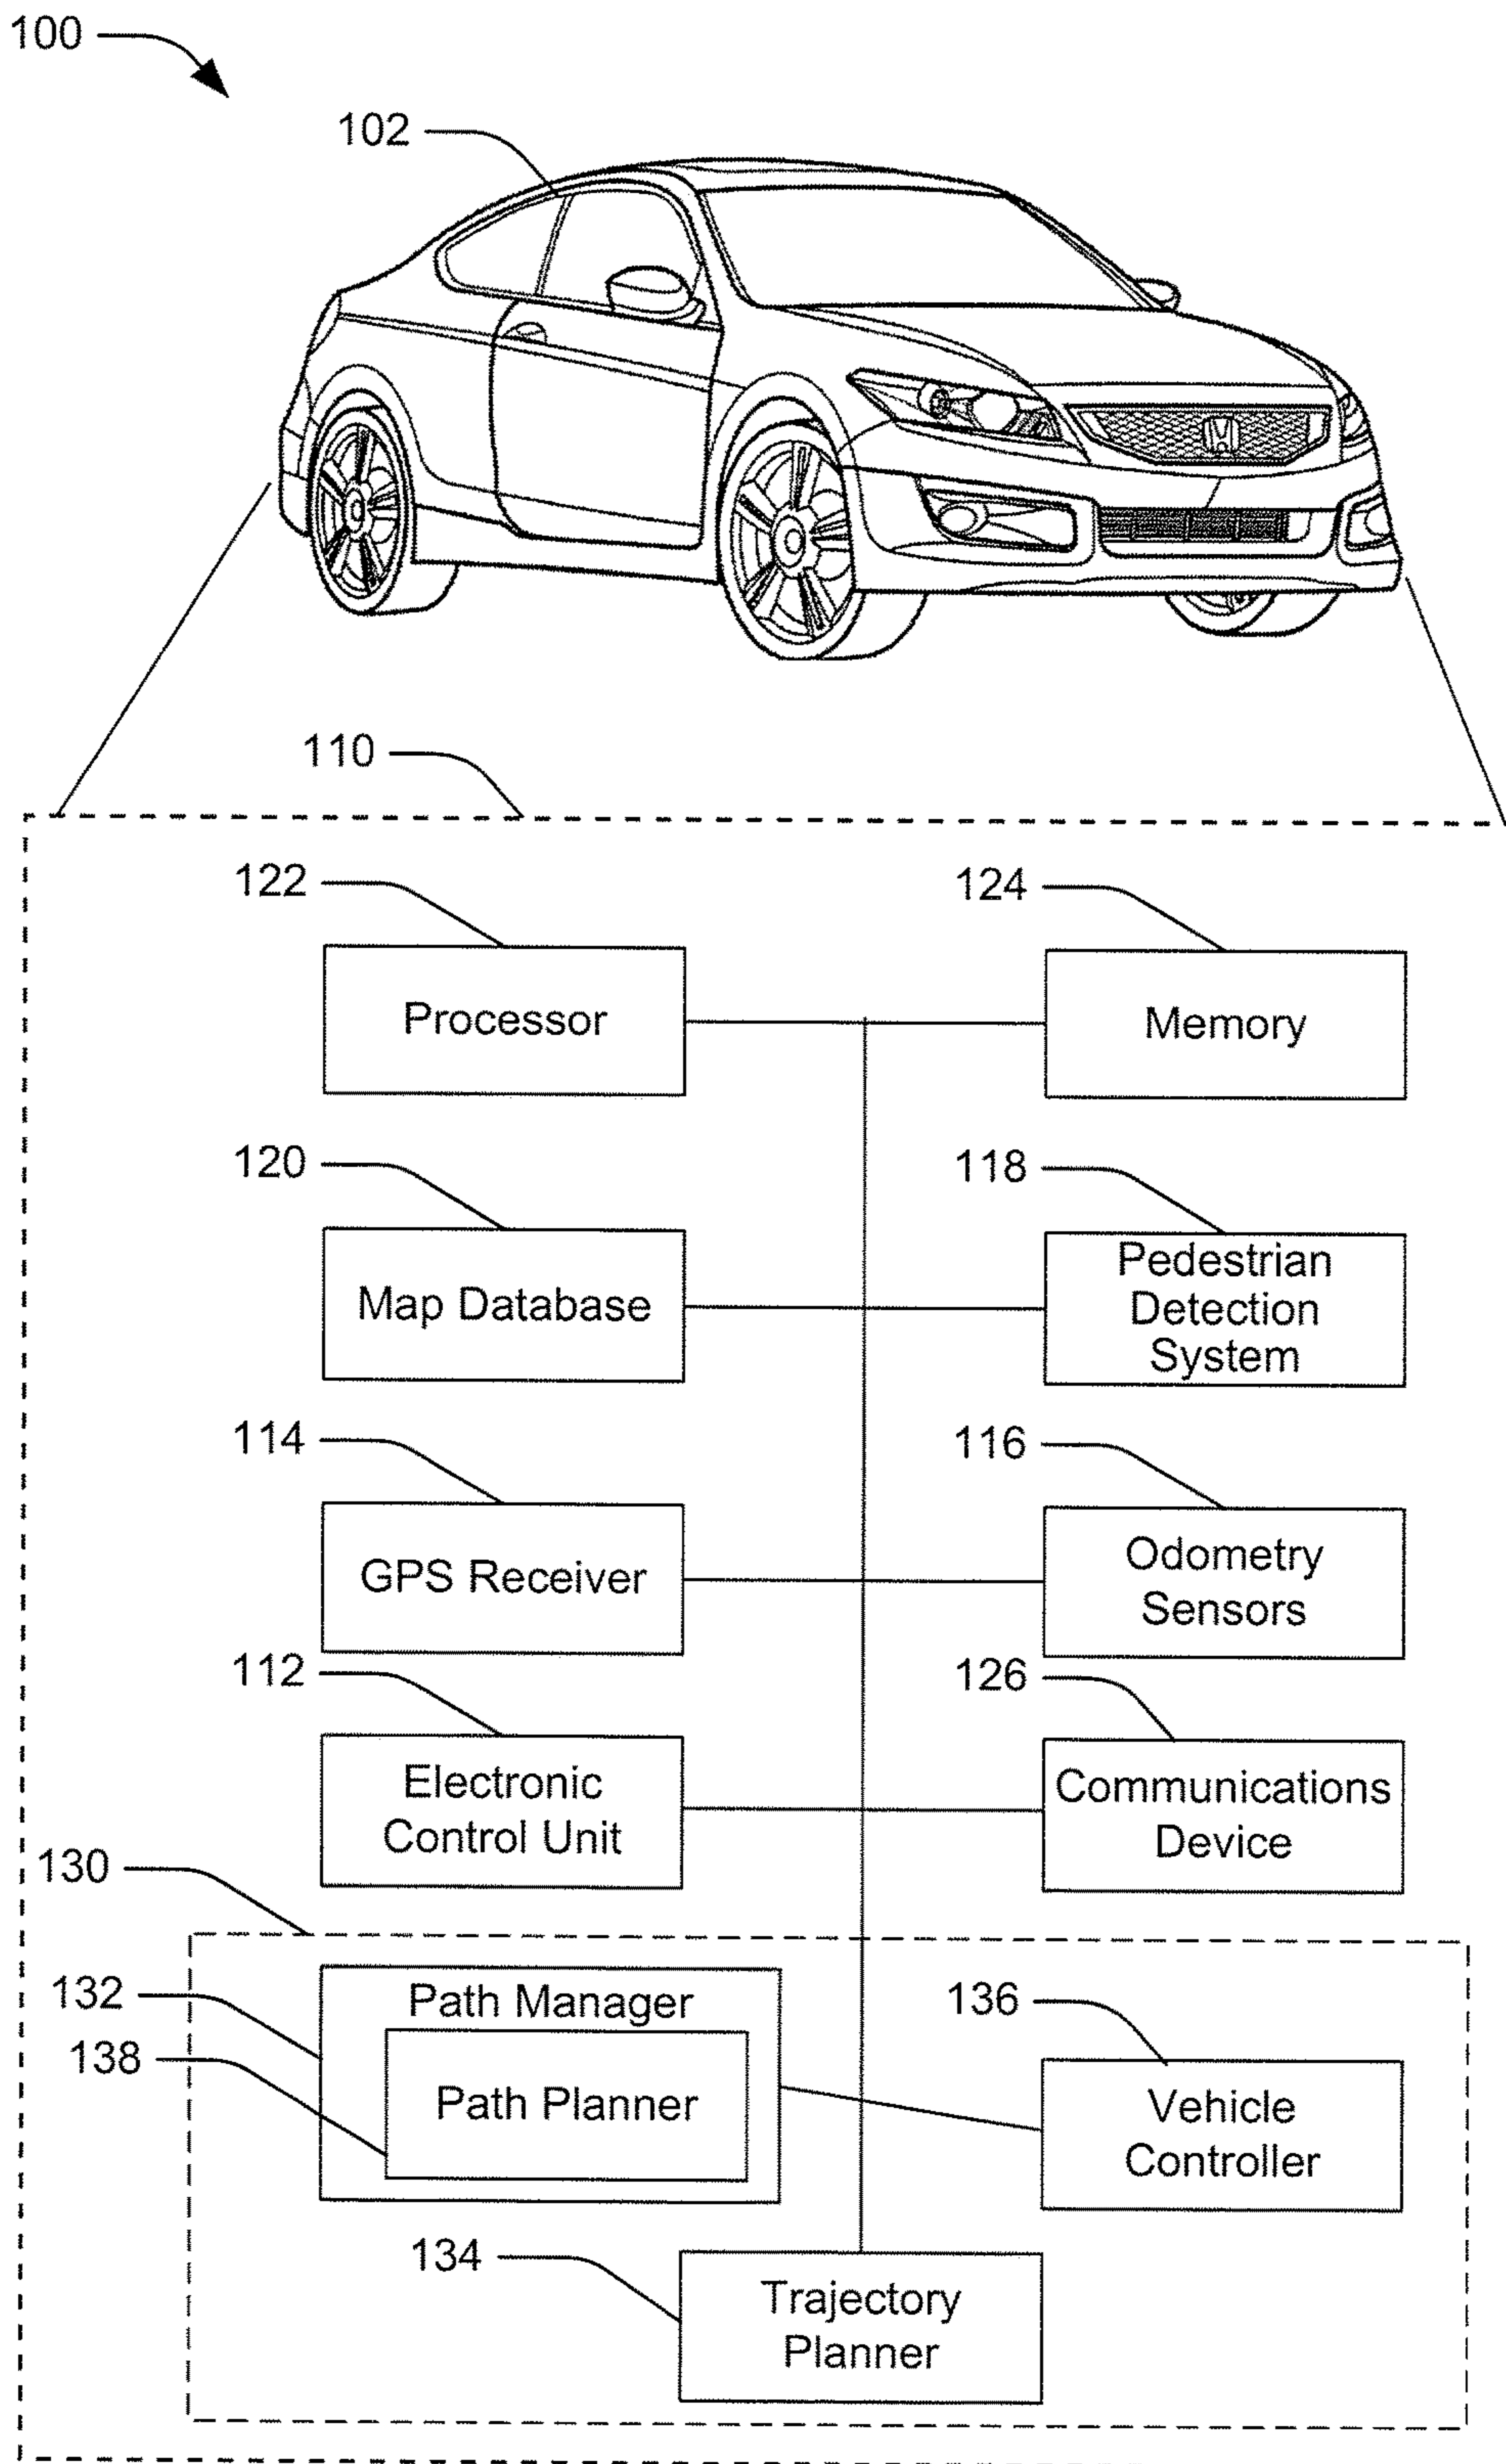 100
102
110
122
124
Processor
Memory
120
118
Map Database
Pedestrian
Detection
System
114
116
GPS Receiver
Odometry
Sensors
112
126
Electronic
Control Unit
Communications
Device
130
132
Path Manager
136
138
Path Planner
Vehicle
Controller
134
Trajectory
Planner